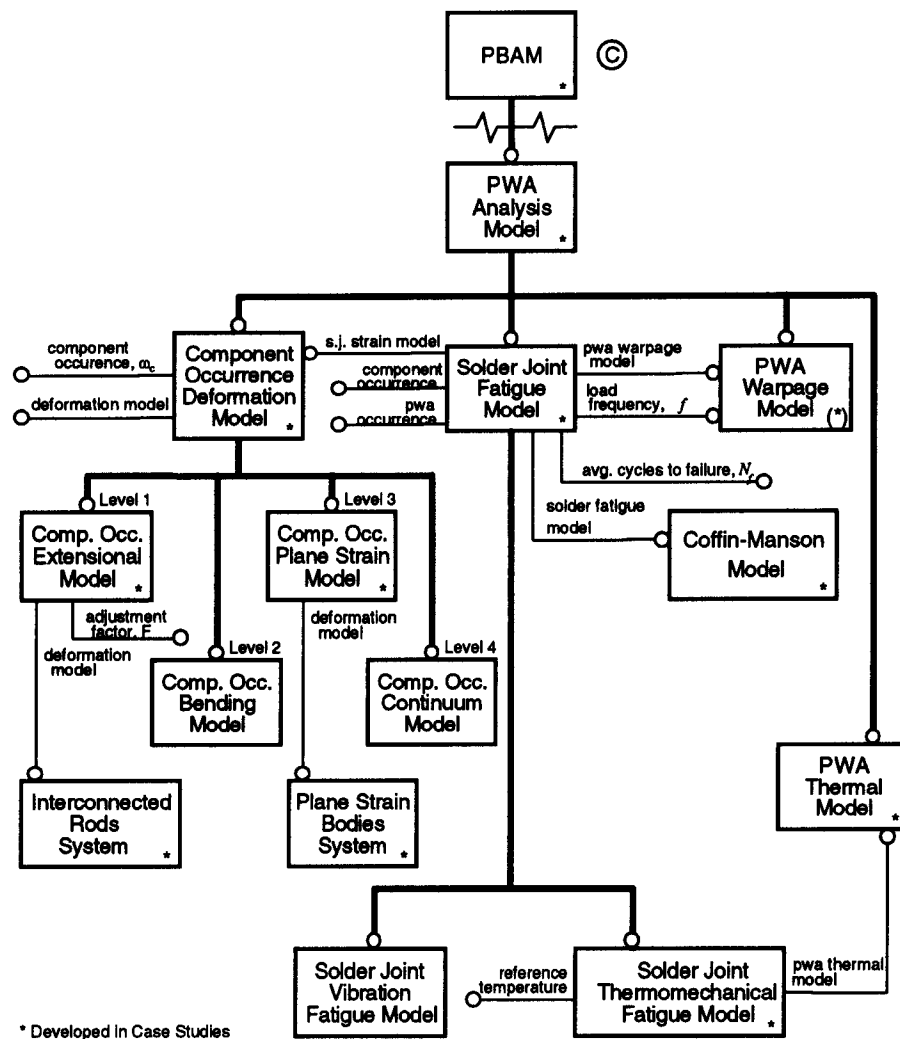 PBAM
*
©
PWA
Analysis
Model
*
component
occurence, ω_c
deformation model
Component
Occurrence
Deformation
Model
*
s.j. strain model
component
occurrence
pwa
occurrence
Solder Joint
Fatigue
Model
*
pwa warpage
model
load
frequency, f
PWA
Warpage
Model
(*)
avg. cycles to failure, N_f
solder fatigue
model
Coffin-Manson
Model
*
Level 1
Comp. Occ.
Extensional
Model
*
adjustment
factor, F
deformation
model
Level 2
Comp. Occ.
Bending
Model
Level 3
Comp. Occ.
Plane Strain
Model
*
deformation
model
Level 4
Comp. Occ.
Continuum
Model
Interconnected
Rods
System
*
Plane Strain
Bodies
System
*
PWA
Thermal
Model
*
Solder Joint
Vibration
Fatigue Model
reference
temperature
Solder Joint
Thermomechanical
Fatigue Model
*
pwa thermal
model
* Developed in Case Studies